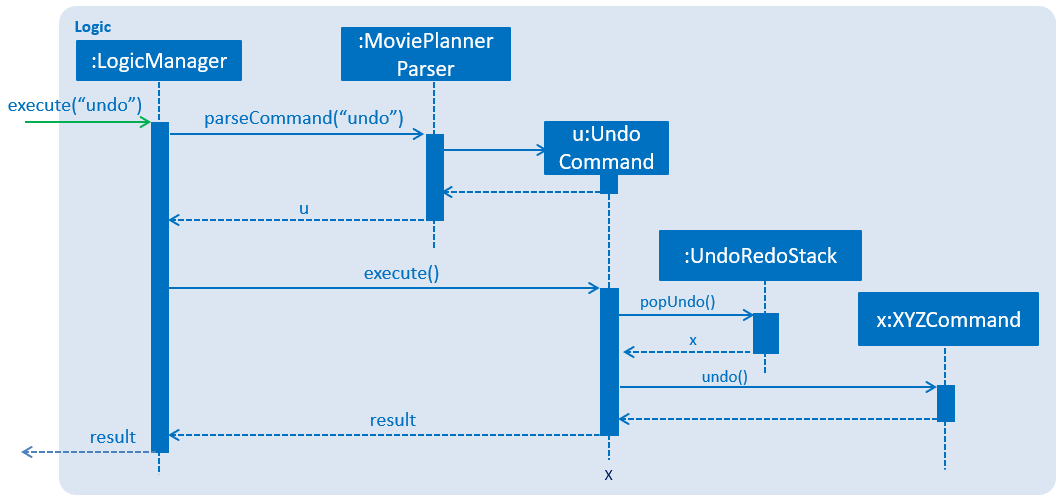 Logic
:LogicManager
:MoviePlanner
Parser
execute(“undo”)
parseCommand(“undo”)
u:Undo
Command
u
:UndoRedoStack
execute()
popUndo()
x:XYZCommand
x
undo()
result
result
x